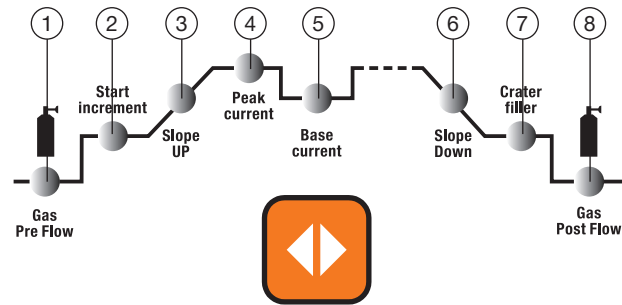 1
2
3
4
5
6
7
8
Start
increment
Slope
UP
Peak
current
Base
current
Slope
Down
Crater
filler
Gas
Pre Flow
Gas
Post Flow